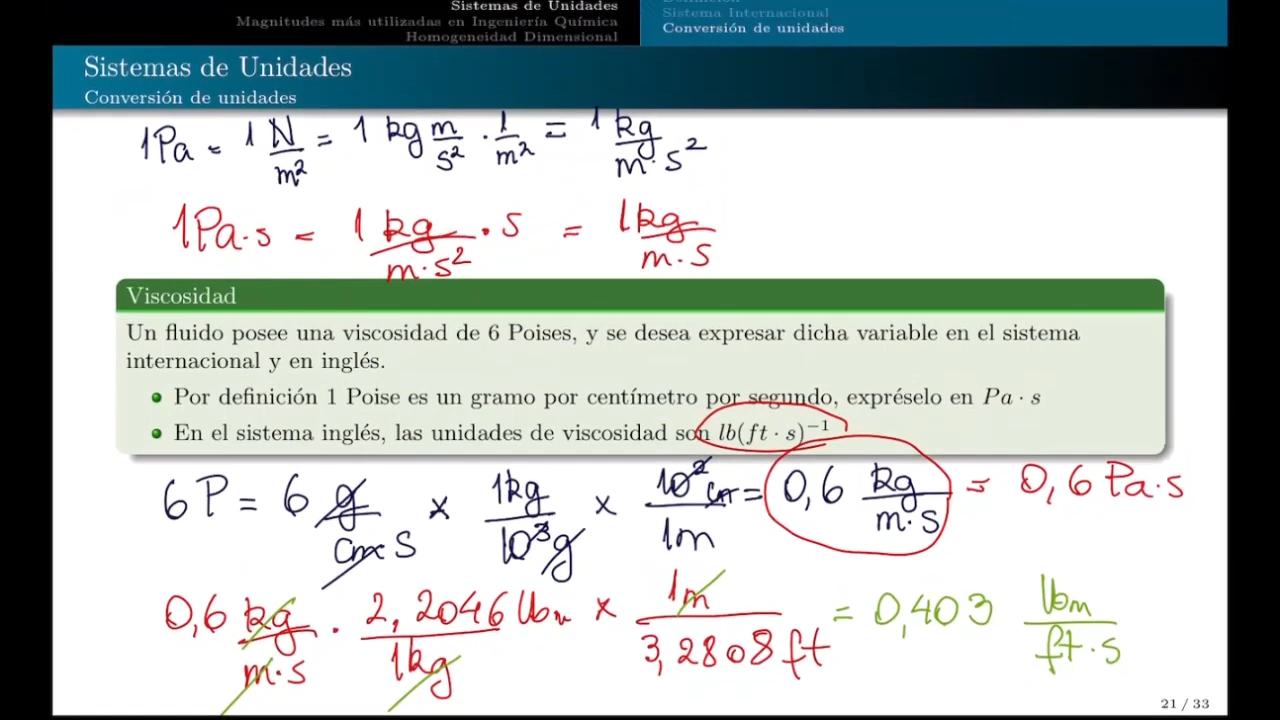 Sistemas de Unidades
Magnitudes más utilizadas en Ingeniería Química
Homogeneidad Dimensional
Sistema Internacional
Conversión de unidades
Sistemas de Unidades
Conversión de unidades
1Pa = 1 N/m² = 1 kg m/s² · 1/m² = 1 kg/m·s²
1Pa·s = 1 kg/m·s² · s = 1kg/m·s
Viscosidad
Un fluido posee una viscosidad de 6 Poises, y se desea expresar dicha variable en el sistema
internacional y en inglés.
Por definición 1 Poise es un gramo por centímetro por segundo, expréselo en Pa · s
En el sistema inglés, las unidades de viscosidad son lb(ft · s)⁻¹
6 P = 6 g/cm s × 1kg/10³g × 10²cm/1m = 0,6 kg/m·s = 0,6 Pa·s
0,6 kg/m·s · 2,2046 lbm/1kg × 1m/3,2808 ft = 0,403 lbm/ft·s
21 / 33